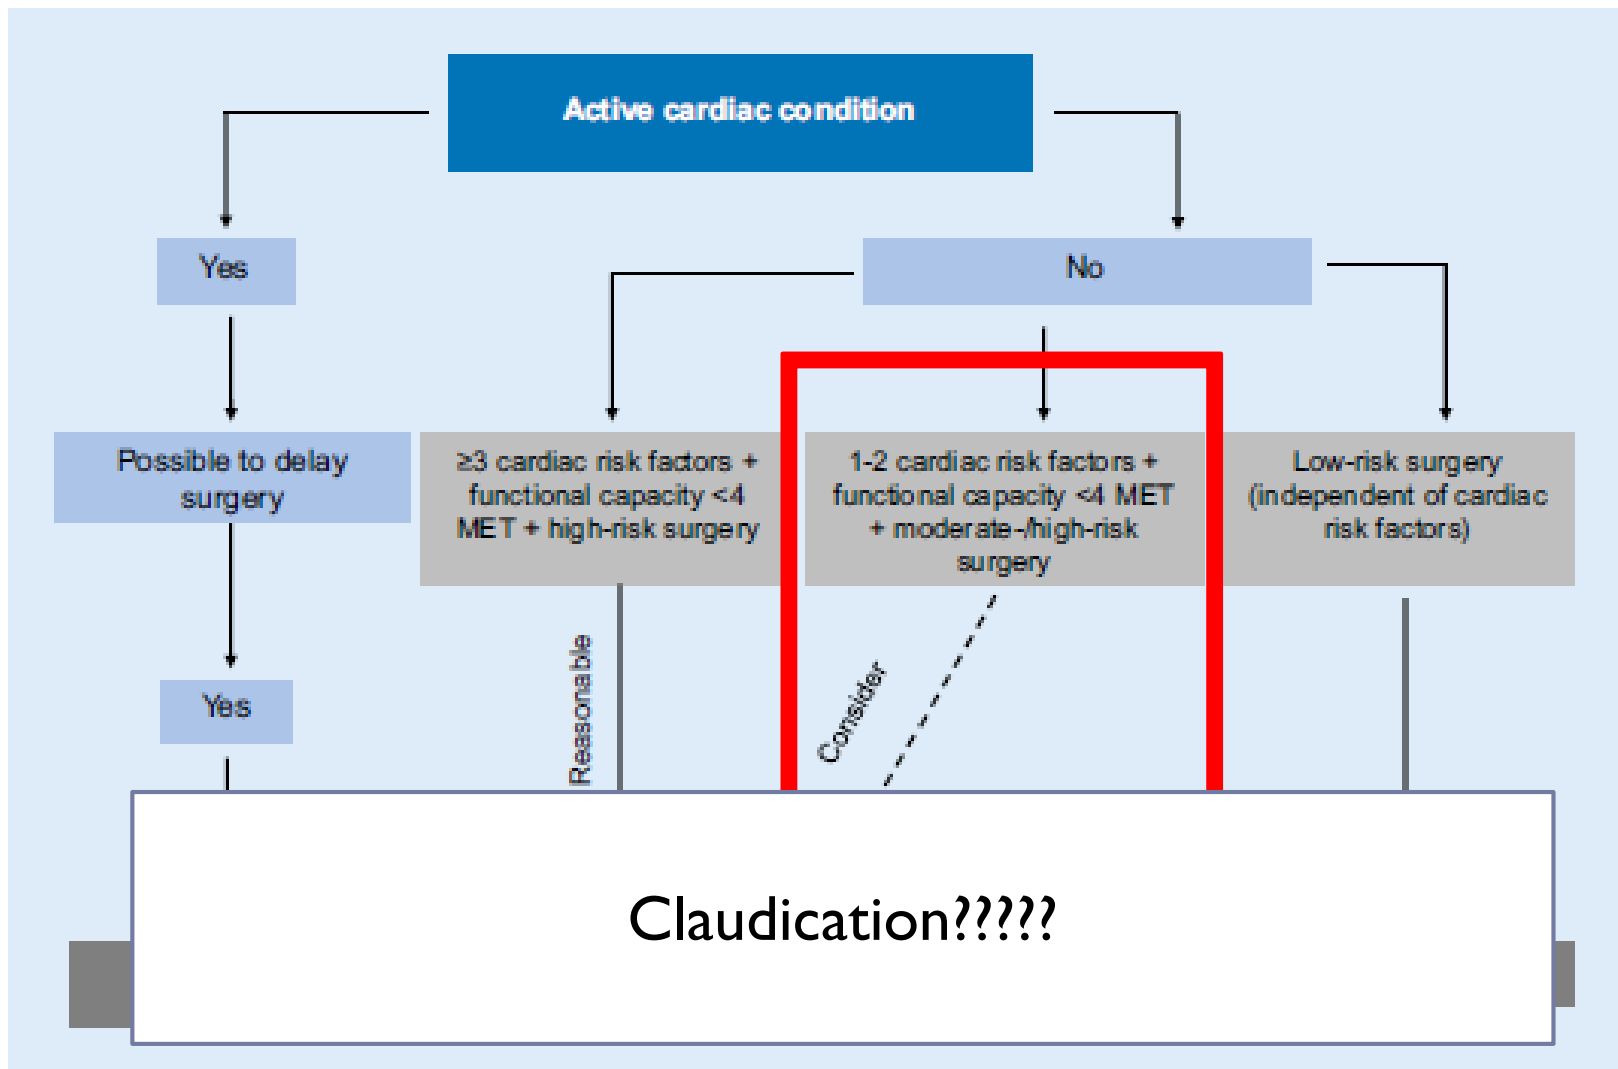 Active cardiac condition
Yes
No
Possible to delay
surgery
≥3 cardiac risk factors +
functional capacity <4
MET + high-risk surgery
1-2 cardiac risk factors +
functional capacity <4 MET
+ moderate-/high-risk
surgery
Low-risk surgery
(independent of cardiac
risk factors)
Yes
Reasonable
Consider
Claudication?????